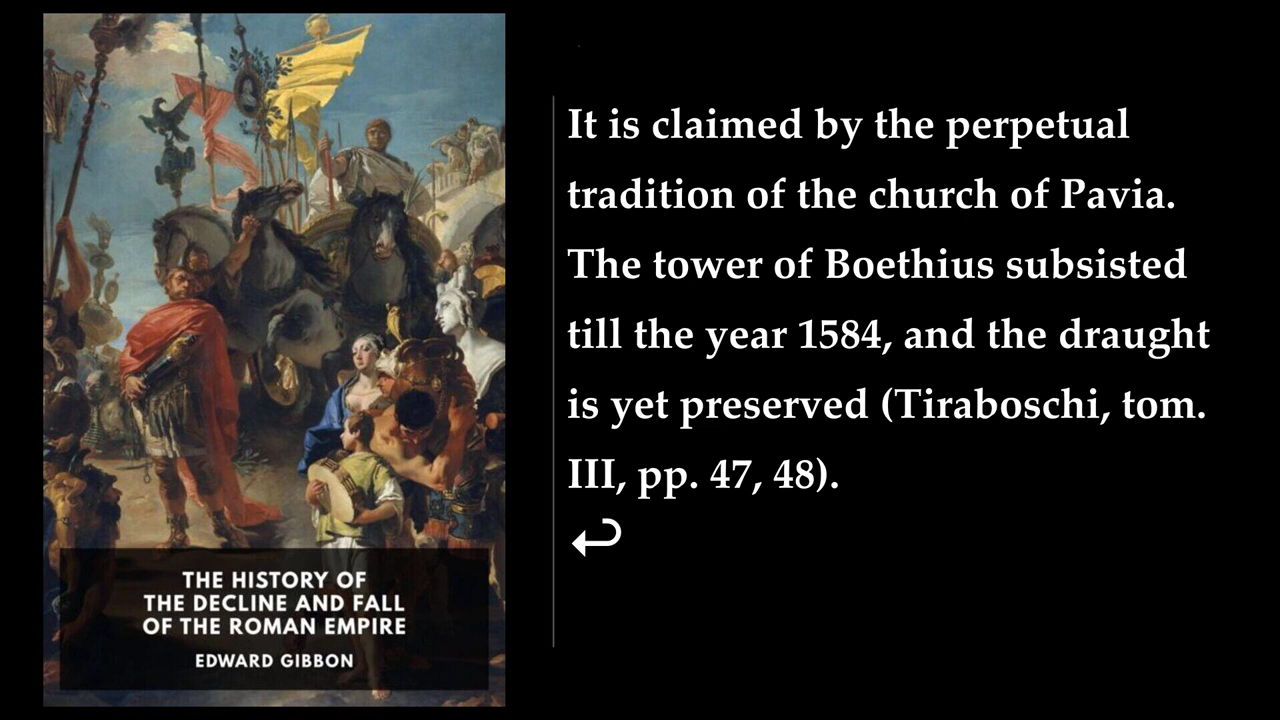 THE HISTORY OF
THE DECLINE AND FALL
OF THE ROMAN EMPIRE
EDWARD GIBBON
It is claimed by the perpetual
tradition of the church of Pavia.
The tower of Boethius subsisted
till the year 1584, and the draught
is yet preserved (Tiraboschi, tom.
III, pp. 47, 48).
↩